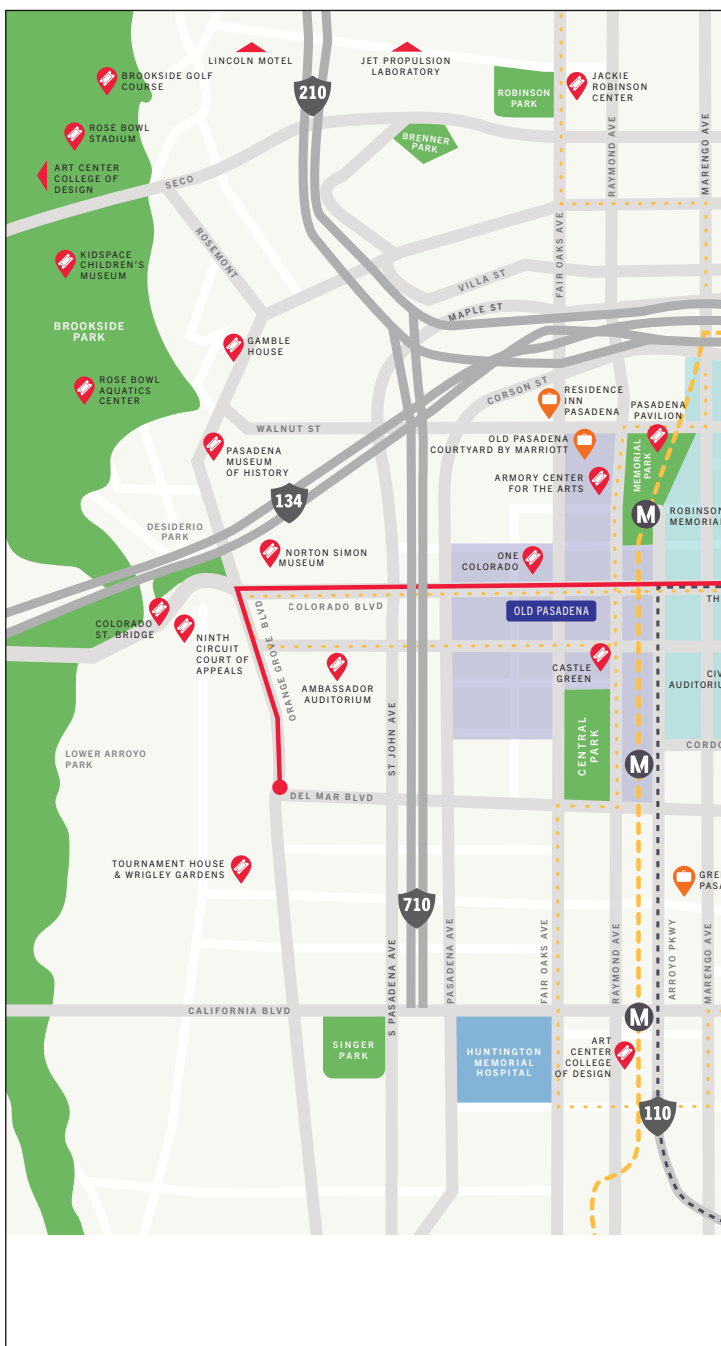 LINCOLN MOTEL
JET PROPULSION
LABORATORY
BROOKSIDE GOLF
COURSE
210
ROBINSON
PARK
JACKIE
ROBINSON
CENTER
ROSE BOWL
STADIUM
BRENNER
PARK
RAYMOND AVE
MARENGO AVE
ART CENTER
COLLEGE OF
DESIGN
SECO
ROSEMONT
FAIR OAKS AVE
KIDSPACE
CHILDREN'S
MUSEUM
VILLA ST
MAPLE ST
BROOKSIDE
PARK
GAMBLE
HOUSE
ROSE BOWL
AQUATICS
CENTER
CORSON ST
RESIDENCE
INN
PASADENA
PASADENA
PAVILION
WALNUT ST
OLD PASADENA
COURTYARD BY MARRIOTT
PASADENA
MUSEUM
OF HISTORY
MEMORIAL
PARK
ARMORY CENTER
FOR THE ARTS
134
M
ROBINSON
MEMORIAL
DESIDERIO
PARK
NORTON SIMON
MUSEUM
ONE
COLORADO
COLORADO BLVD
OLD PASADENA
TH
COLORADO
ST. BRIDGE
NINTH
CIRCUIT
COURT OF
APPEALS
ORANGE GROVE BLVD
AMBASSADOR
AUDITORIUM
CASTLE
GREEN
CIV
AUDITORIU
ST JOHN AVE
CENTRAL
PARK
LOWER ARROYO
PARK
CORDO
M
DEL MAR BLVD
TOURNAMENT HOUSE
& WRIGLEY GARDENS
GREE
PASA
710
S PASADENA AVE
PASADENA AVE
FAIR OAKS AVE
RAYMOND AVE
ARROYO PKWY
MARENGO AVE
CALIFORNIA BLVD
M
SINGER
PARK
HUNTINGTON
MEMORIAL
HOSPITAL
ART
CENTER
COLLEGE
OF DESIGN
110